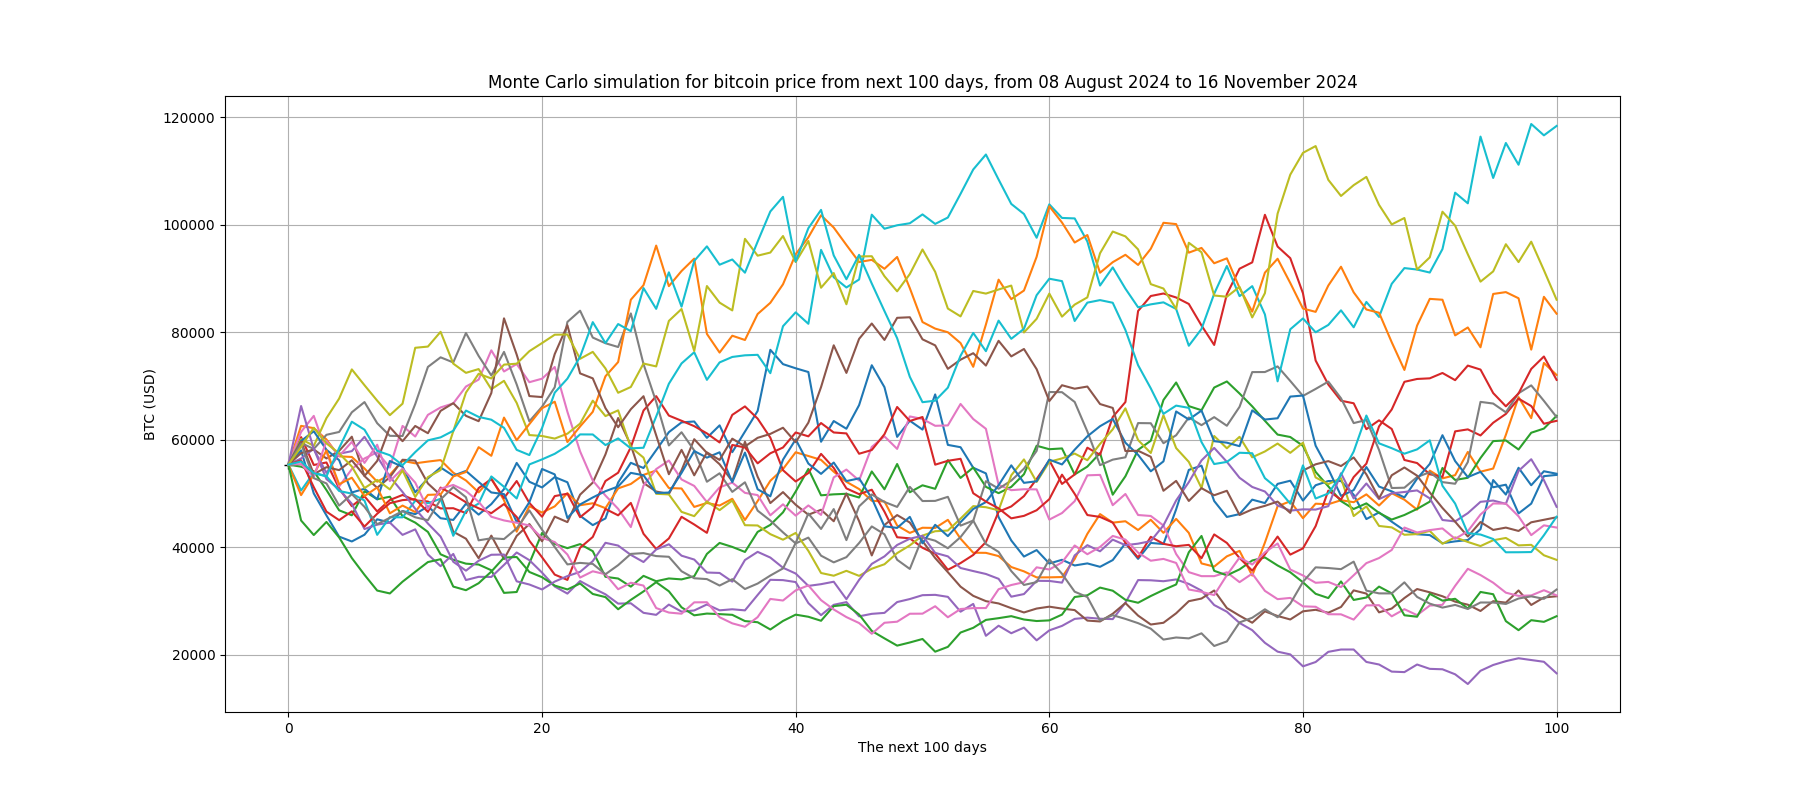 Monte Carlo simulation for bitcoin price from next 100 days, from 08 August 2024 to 16 November 2024
120000
100000
80000
60000
40000
20000
BTC (USD)
0 20 40 60 80 100
The next 100 days